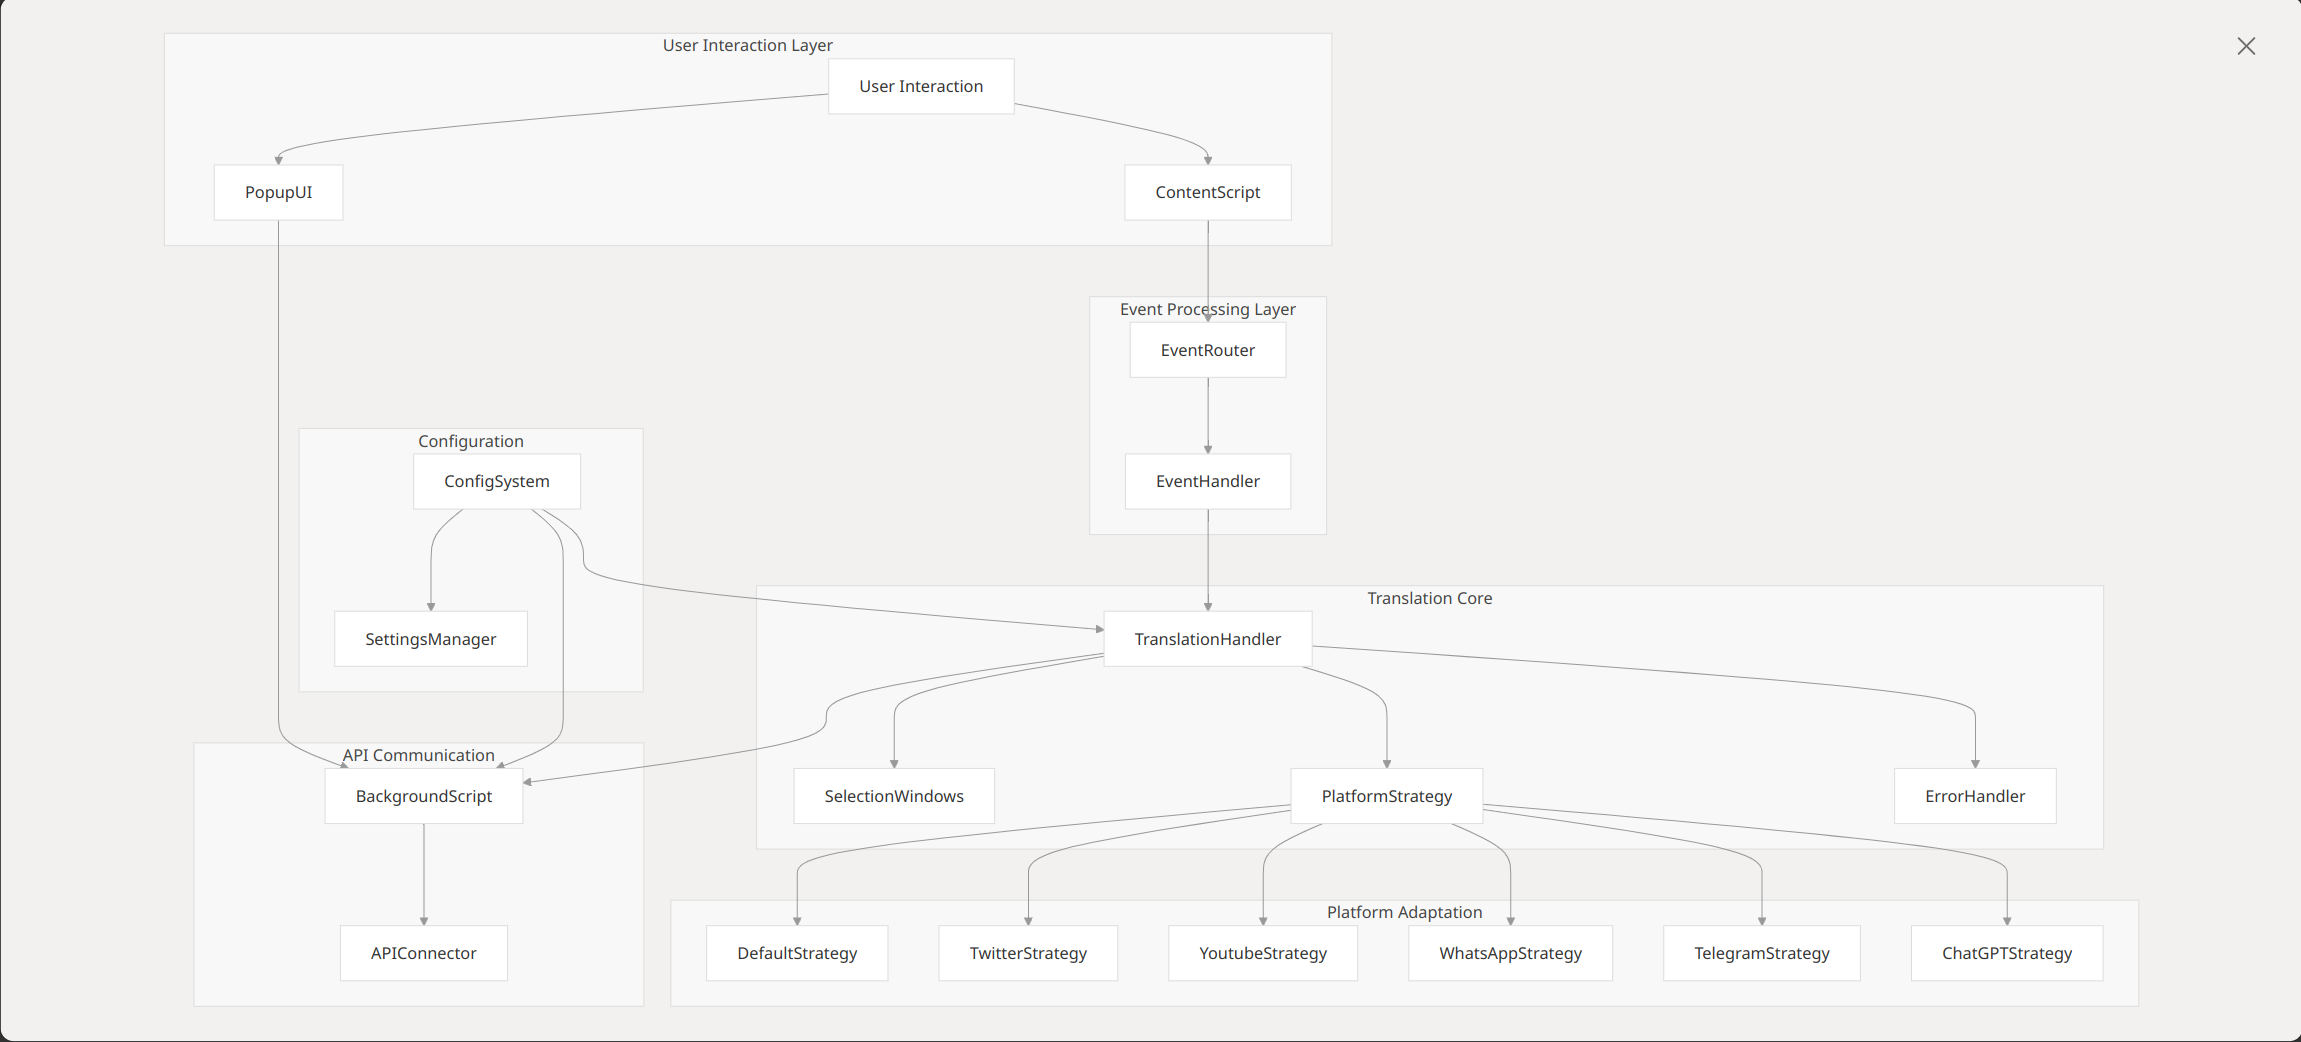 User Interaction Layer
User Interaction
PopupUI
ContentScript
Event Processing Layer
EventRouter
Configuration
ConfigSystem
EventHandler
Translation Core
SettingsManager
TranslationHandler
API Communication
BackgroundScript
SelectionWindows
PlatformStrategy
ErrorHandler
Platform Adaptation
APIConnector
DefaultStrategy
TwitterStrategy
YoutubeStrategy
WhatsAppStrategy
TelegramStrategy
ChatGPTStrategy